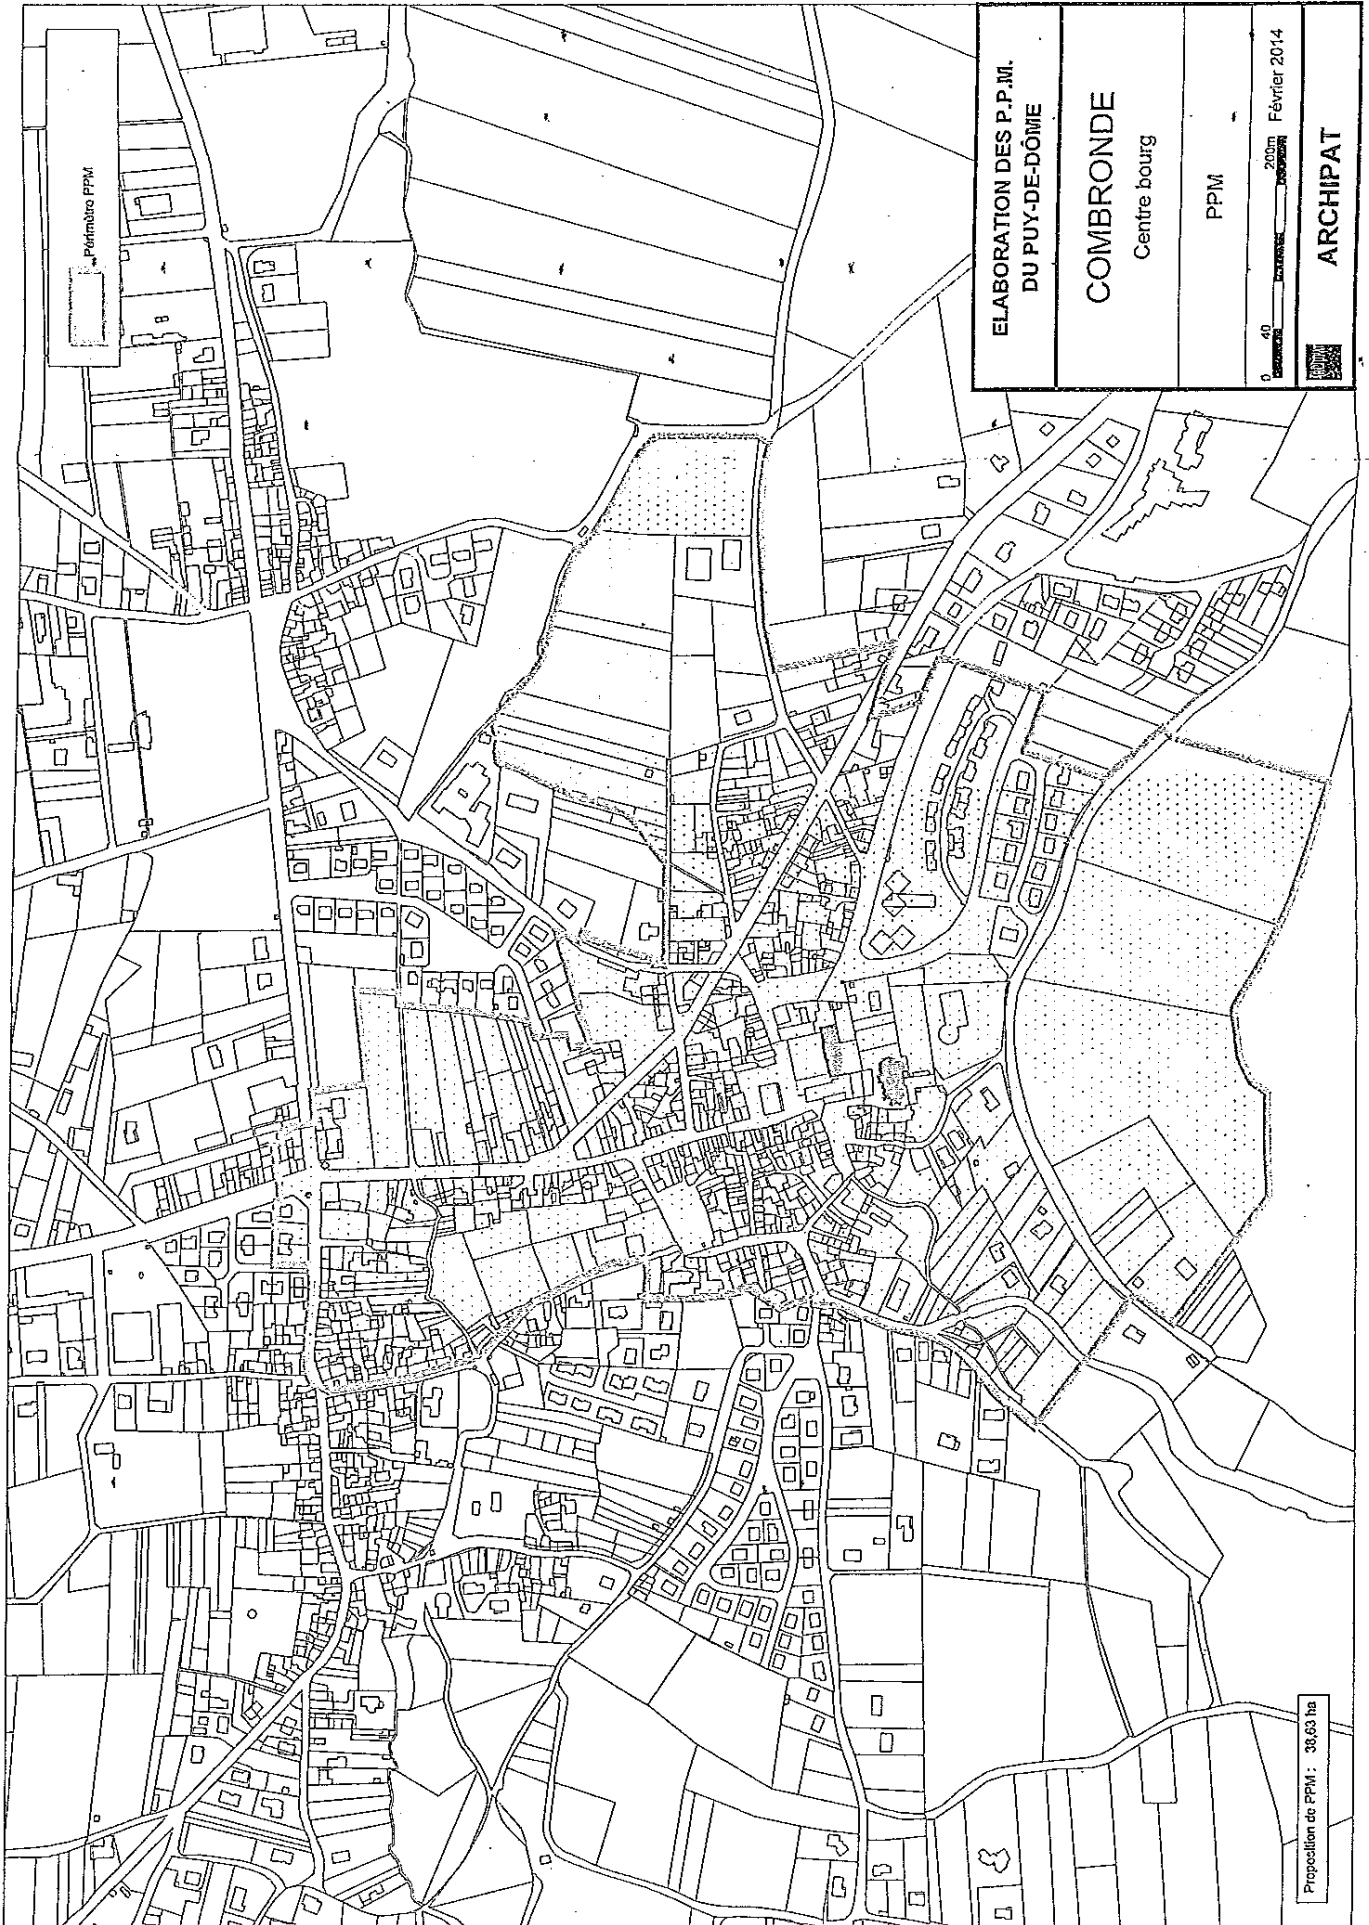 Périmètre PPM
ELABORATION DES P.P.M.
DU PUY-DE-DÔME
COMBRONDE
Centre bourg
PPM
0 40 200m Février 2014
ARCHIPAT
Proposition de PPM : 38,63 ha